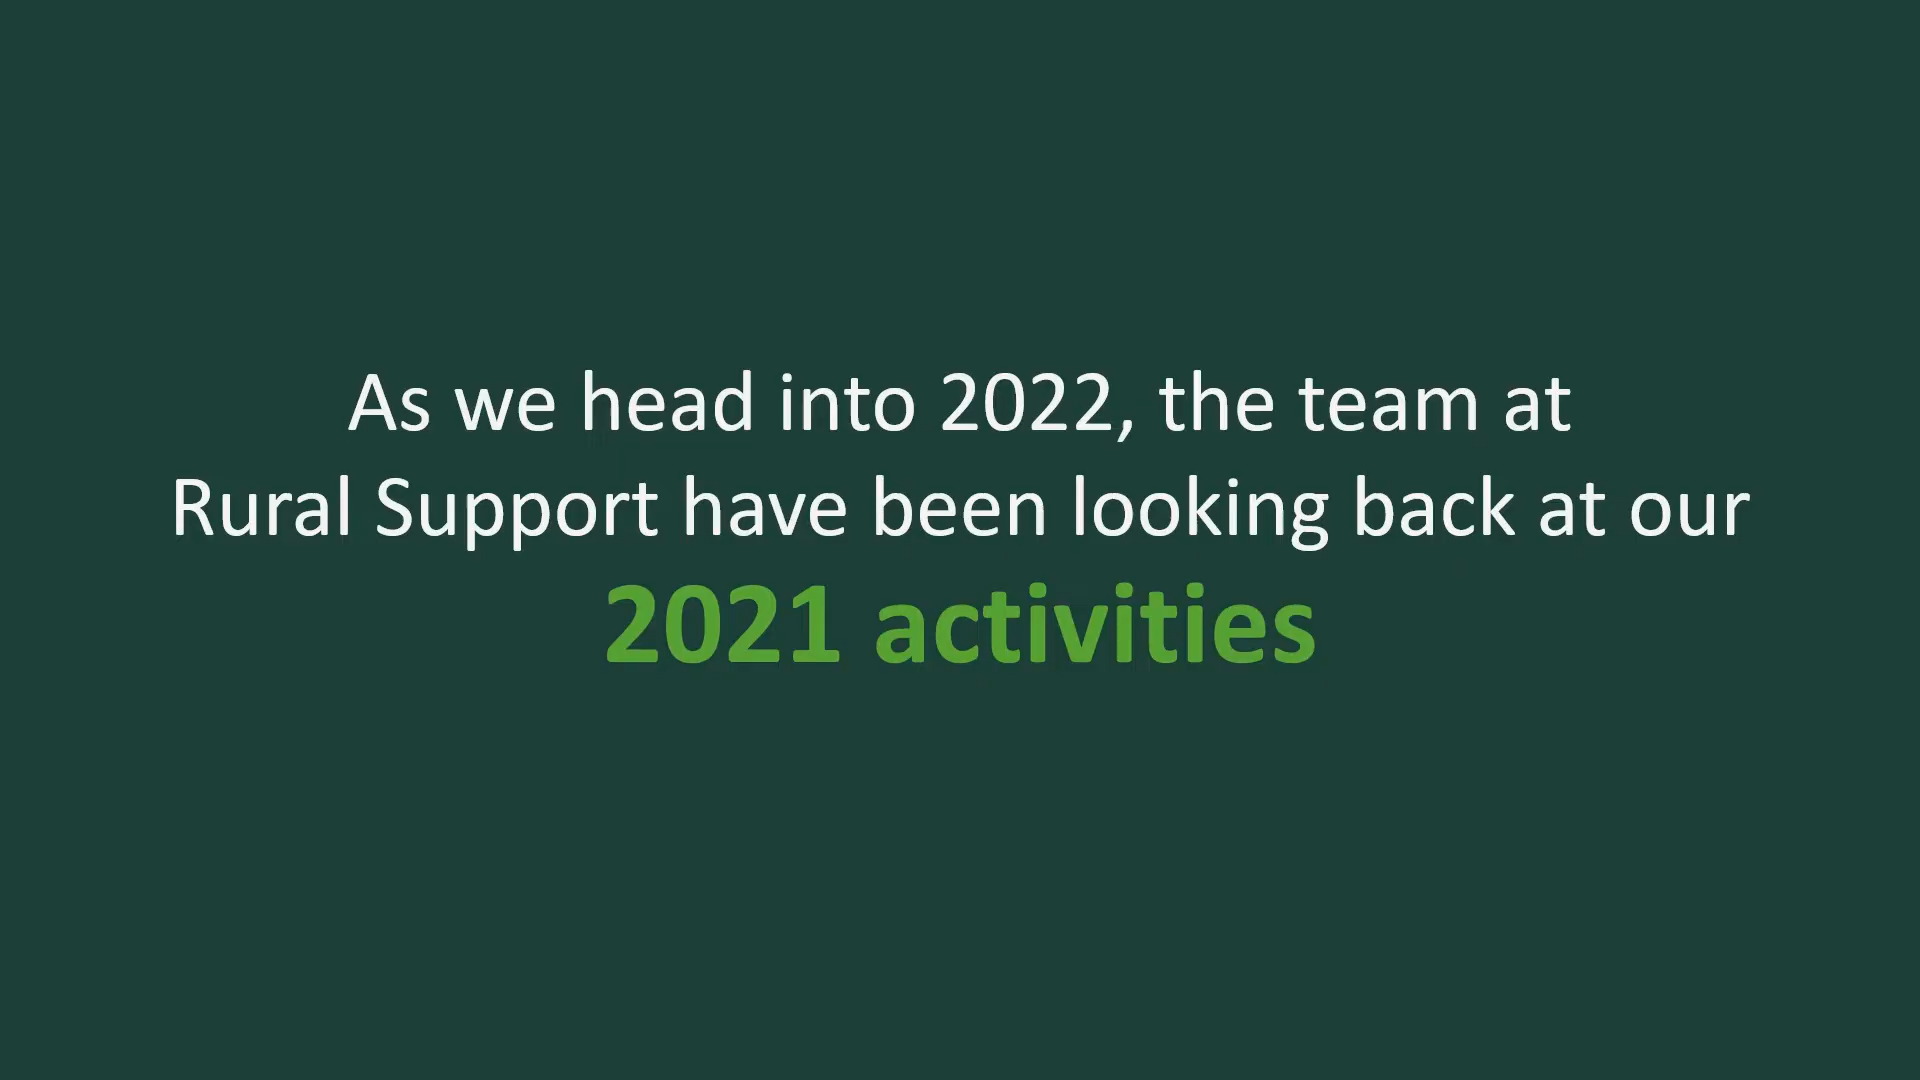 As we head into 2022, the team at
Rural Support have been looking back at our
2021 activities